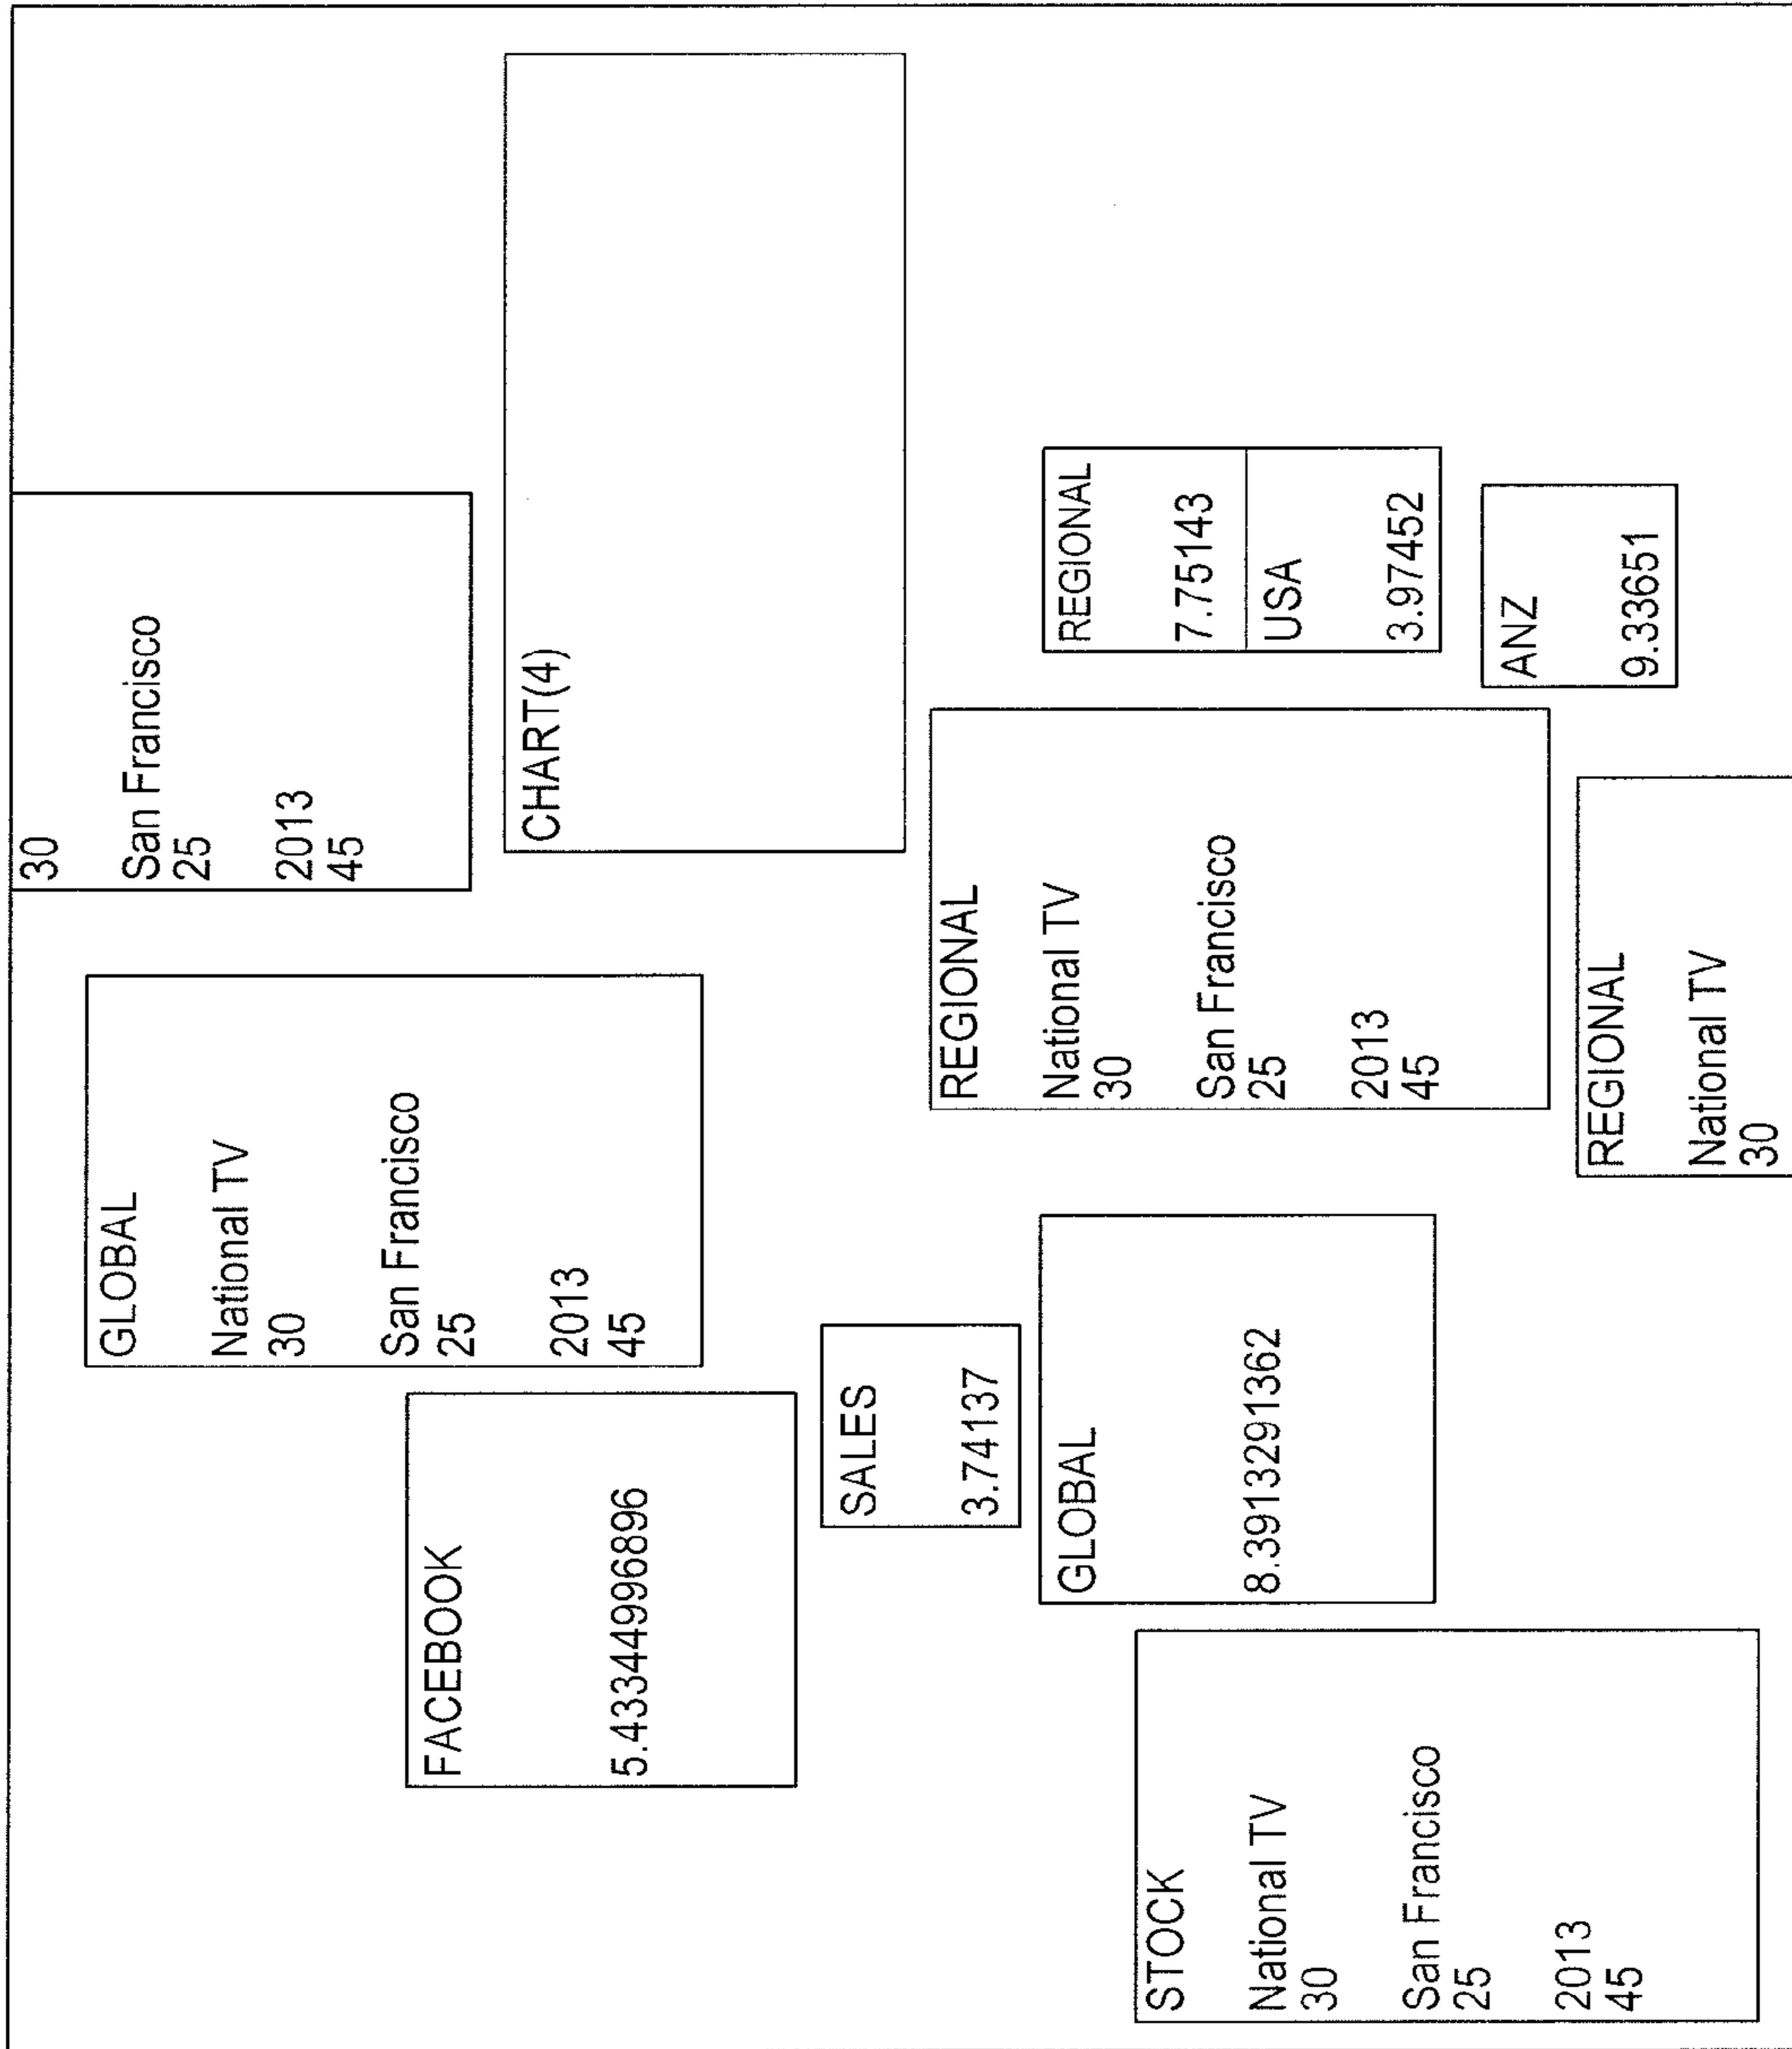 30
San Francisco
25
2013
45
GLOBAL
National TV
30
San Francisco
25
2013
45
FACEBOOK
5.4334996896
CHART(4)
SALES
3.74137
REGIONAL
National TV
30
San Francisco
25
2013
45
GLOBAL
8.3913291362
REGIONAL
7.75143
USA
3.97452
STOCK
National TV
30
San Francisco
25
2013
45
ANZ
9.33651
REGIONAL
National TV
30